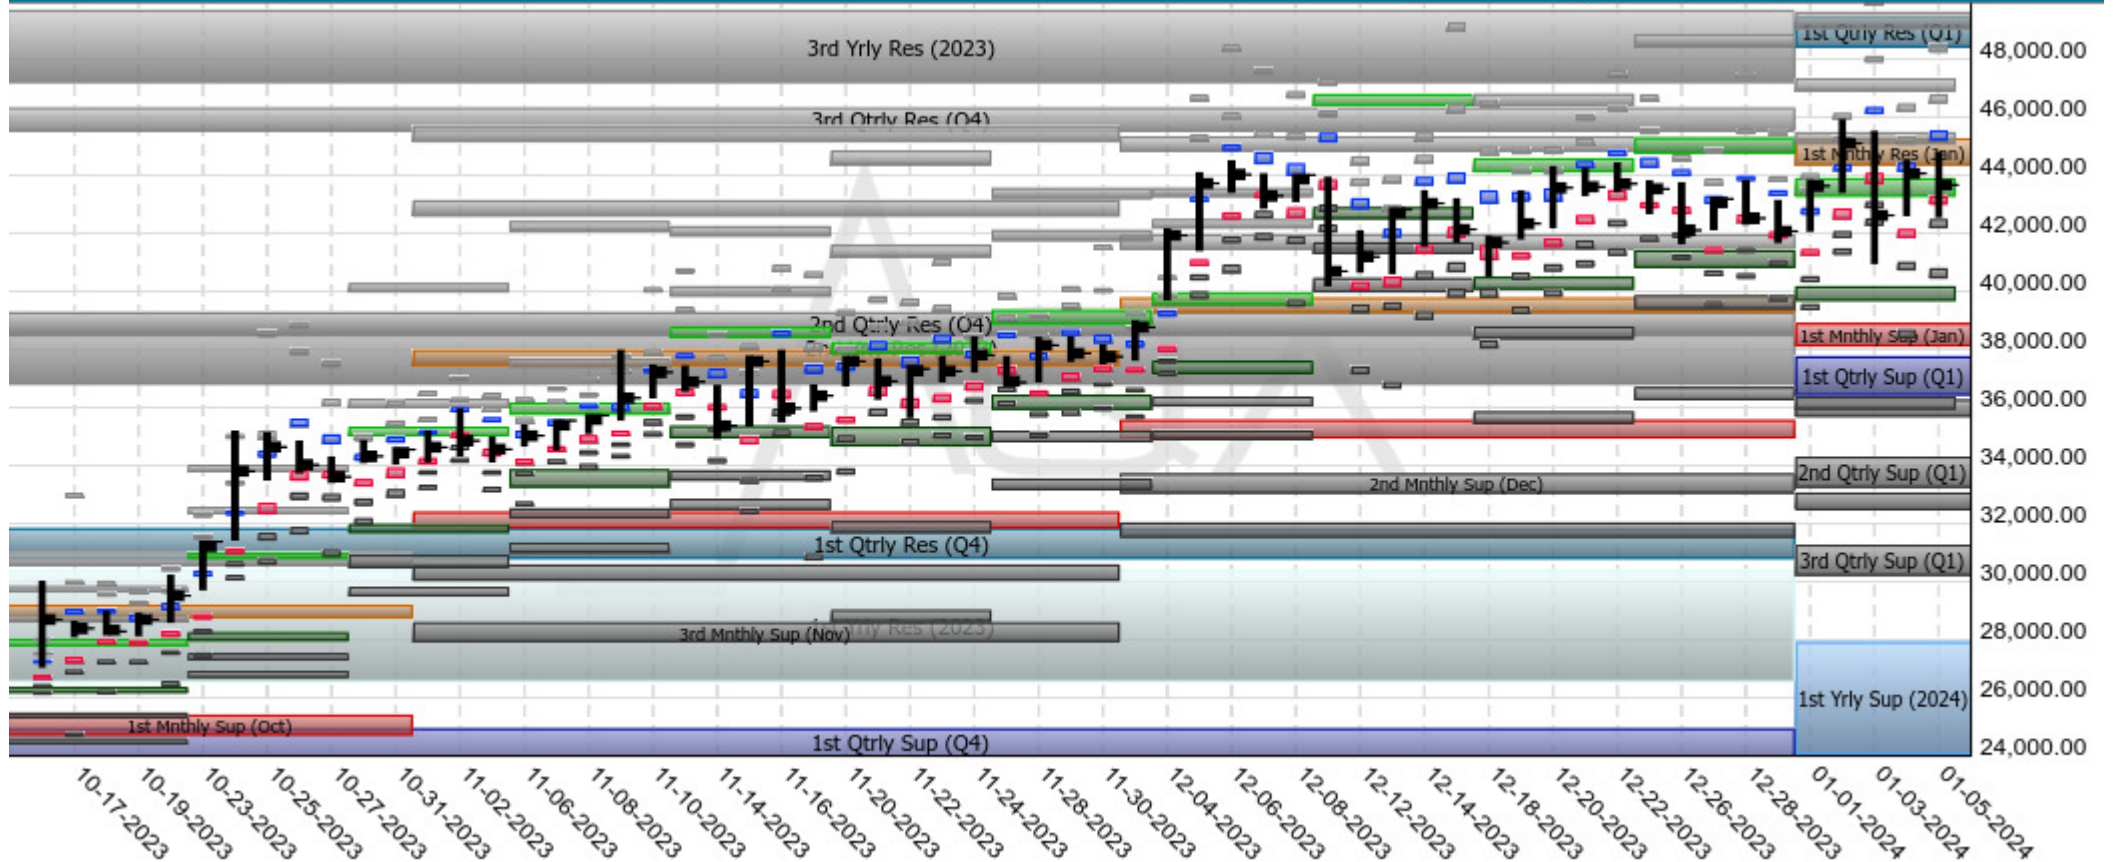 3rd Yrly Res (2023)
1st Qtrly Res (Q1)
48,000.00
46,000.00
3rd Qtrly Res (Q4)
1st Mnthly Res (Jan)
44,000.00
42,000.00
40,000.00
2nd Qtrly Res (Q4)
1st Mnthly Sup (Jan)
38,000.00
1st Qtrly Sup (Q1)
36,000.00
34,000.00
2nd Qtrly Sup (Q1)
2nd Mnthly Sup (Dec)
32,000.00
1st Qtrly Res (Q4)
3rd Qtrly Sup (Q1)
30,000.00
Res (2023)
3rd Mnthly Sup (Nov)
28,000.00
26,000.00
1st Yrly Sup (2024)
1st Mnthly Sup (Oct)
1st Qtrly Sup (Q4)
24,000.00
10-17-2023
10-19-2023
10-23-2023
10-25-2023
10-27-2023
10-31-2023
11-02-2023
11-06-2023
11-08-2023
11-10-2023
11-14-2023
11-16-2023
11-20-2023
11-22-2023
11-24-2023
11-28-2023
11-30-2023
12-04-2023
12-06-2023
12-08-2023
12-12-2023
12-14-2023
12-18-2023
12-20-2023
12-22-2023
12-26-2023
12-28-2023
01-01-2024
01-03-2024
01-05-2024